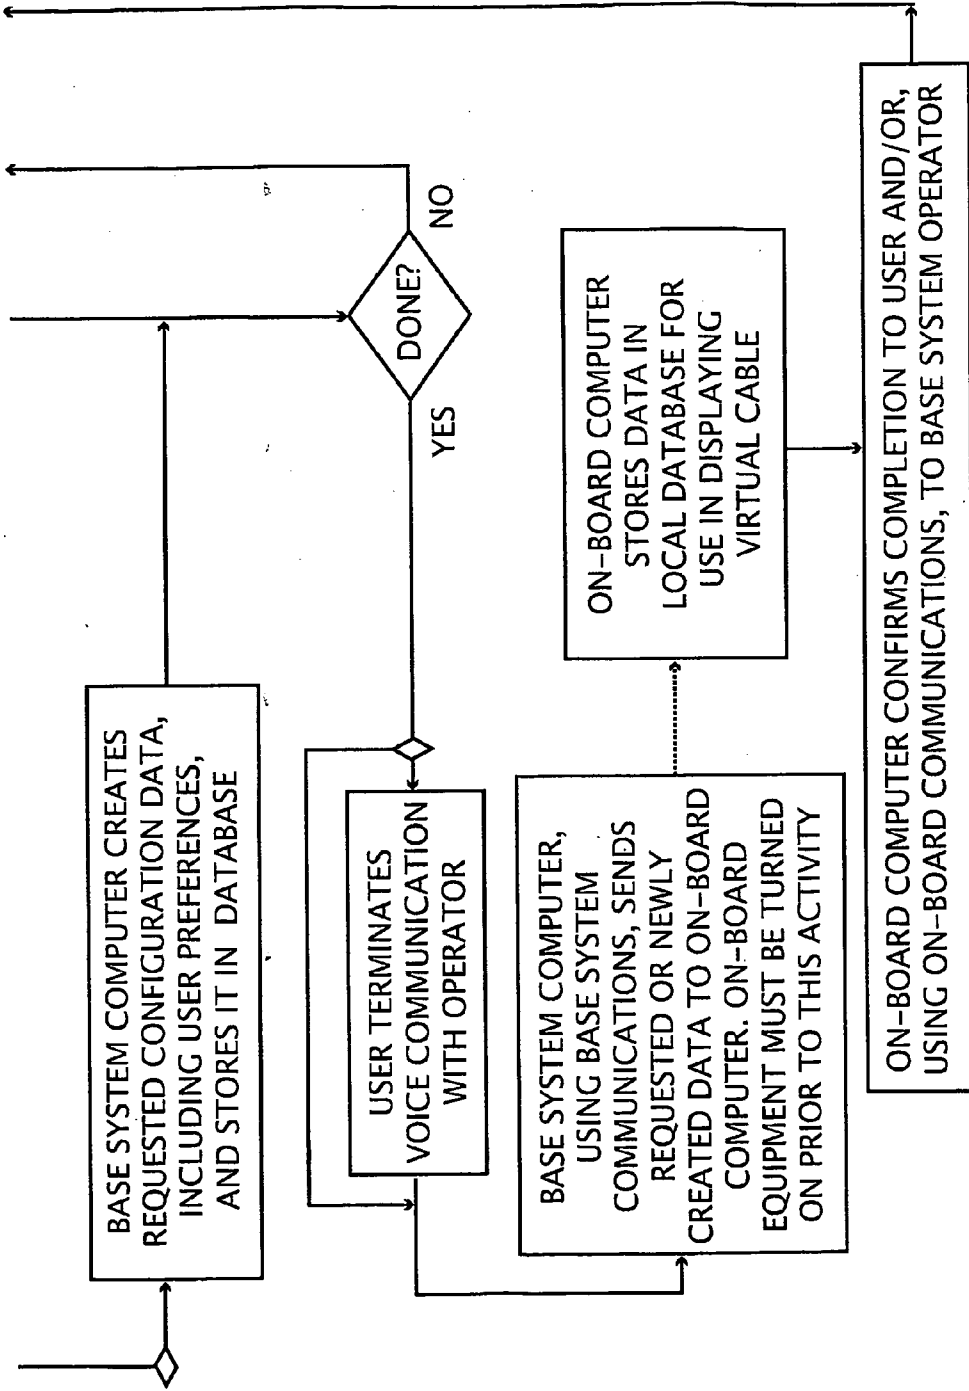 BASE SYSTEM COMPUTER CREATES
REQUESTED CONFIGURATION DATA,
INCLUDING USER PREFERENCES,
AND STORES IT IN DATABASE
DONE?
NO
YES
USER TERMINATES
VOICE COMMUNICATION
WITH OPERATOR
BASE SYSTEM COMPUTER,
USING BASE SYSTEM
COMMUNICATIONS, SENDS
REQUESTED OR NEWLY
CREATED DATA TO ON-BOARD
COMPUTER. ON-BOARD
EQUIPMENT MUST BE TURNED
ON PRIOR TO THIS ACTIVITY
ON-BOARD COMPUTER
STORES DATA IN
LOCAL DATABASE FOR
USE IN DISPLAYING
VIRTUAL CABLE
ON-BOARD COMPUTER CONFIRMS COMPLETION TO USER AND/OR,
USING ON-BOARD COMMUNICATIONS, TO BASE SYSTEM OPERATOR